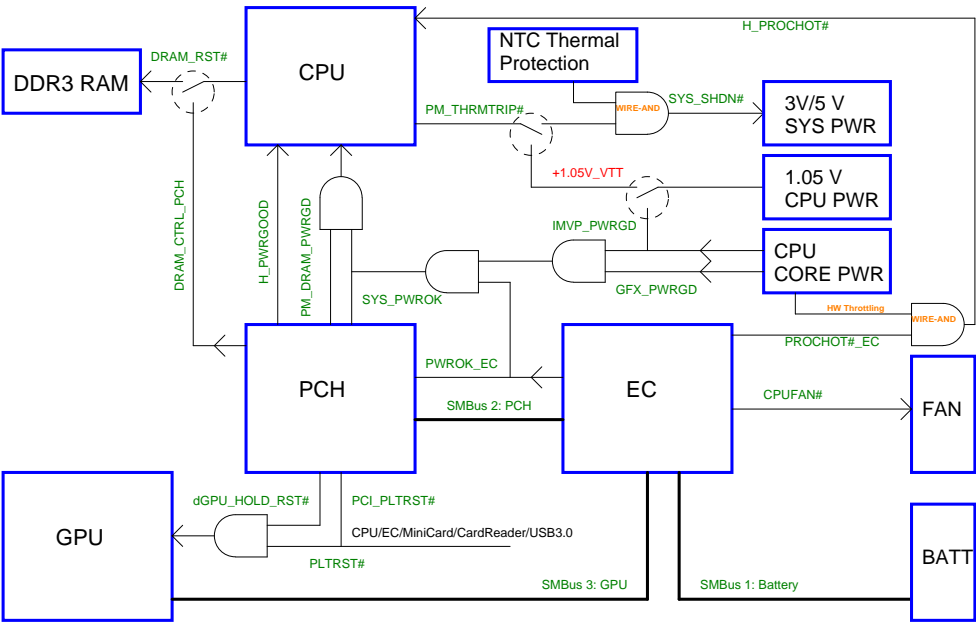 H_PROCHOT#
NTC Thermal
Protection
DRAM_RST#
CPU
DDR3 RAM
SYS_SHDN#
3V/5 V
SYS PWR
PM_THRMTRIP#
WIRE-AND
+1.05V_VTT
1.05 V
CPU PWR
DRAM_CTRL_PCH
H_PWRGOOD
PM_DRAM_PWRGD
IMVP_PWRGD
CPU
CORE PWR
GFX_PWRGD
SYS_PWROK
HW Throttling
WIRE-AND
PROCHOT#_EC
PCH
PWROK_EC
EC
CPUFAN#
FAN
SMBus 2: PCH
dGPU_HOLD_RST#
PCI_PLTRST#
GPU
CPU/EC/MiniCard/CardReader/USB3.0
PLTRST#
BATT
SMBus 3: GPU
SMBus 1: Battery